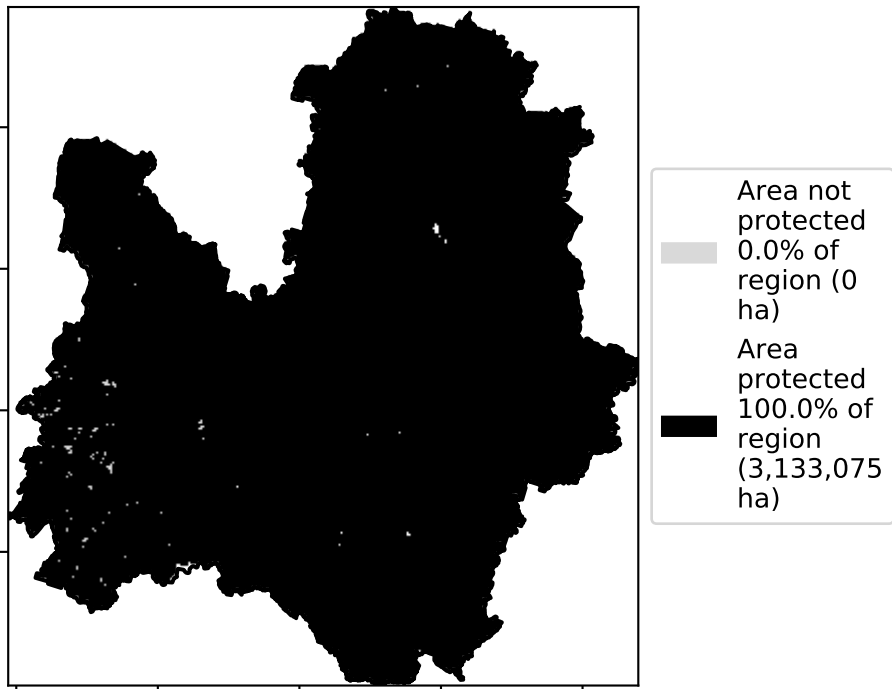 Area not
protected
0.0% of
region (0
ha)
Area
protected
100.0% of
region
(3,133,075
ha)